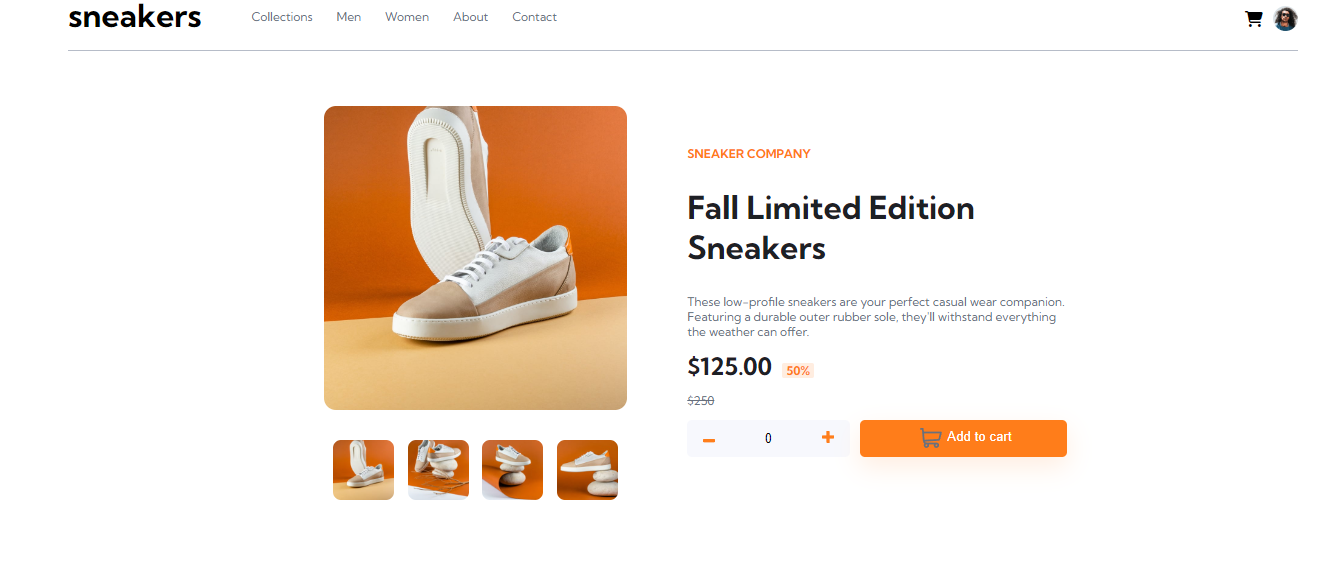 sneakers
Collections Men Women About Contact
SNEAKER COMPANY
Fall Limited Edition
Sneakers
These low-profile sneakers are your perfect casual wear companion.
Featuring a durable outer rubber sole, they'll withstand everything
the weather can offer.
$125.00 50%
$250
0
Add to cart